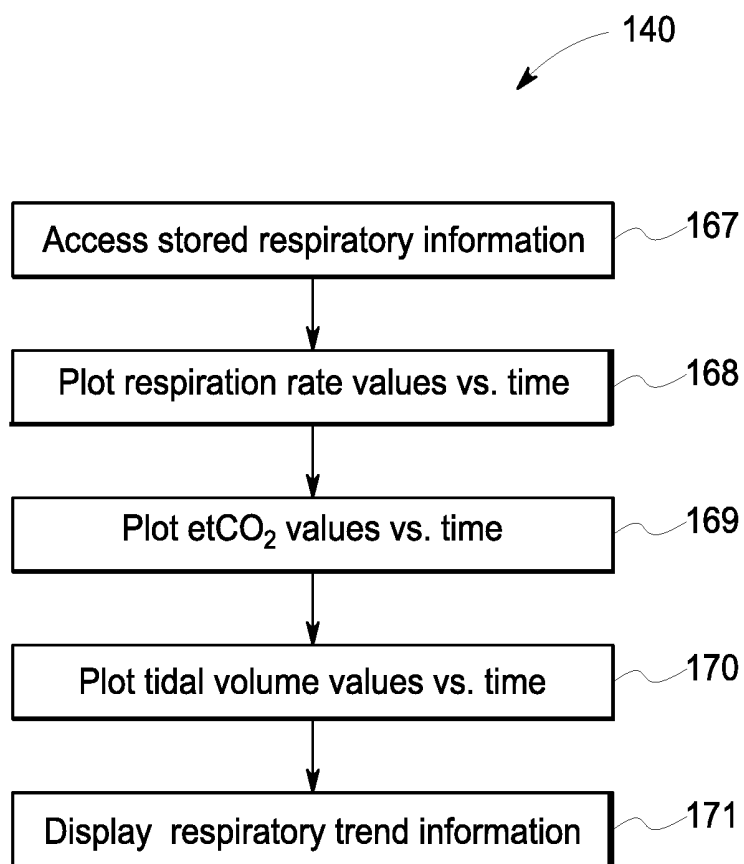 140
Access stored respiratory information
167
Plot respiration rate values vs. time
168
Plot etCO₂ values vs. time
169
Plot tidal volume values vs. time
170
Display respiratory trend information
171